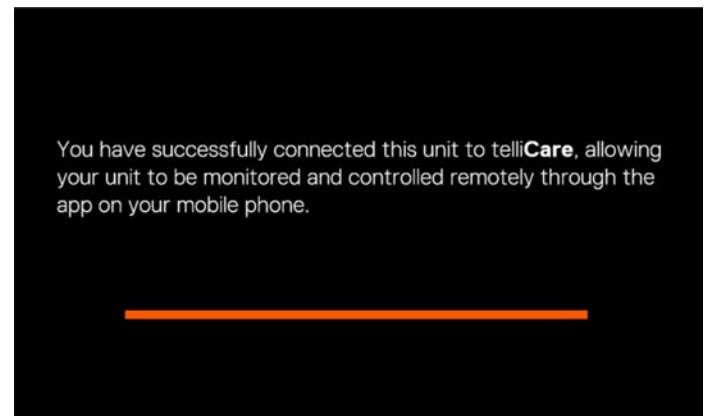 You have successfully connected this unit to telliCare, allowing
your unit to be monitored and controlled remotely through the
app on your mobile phone.